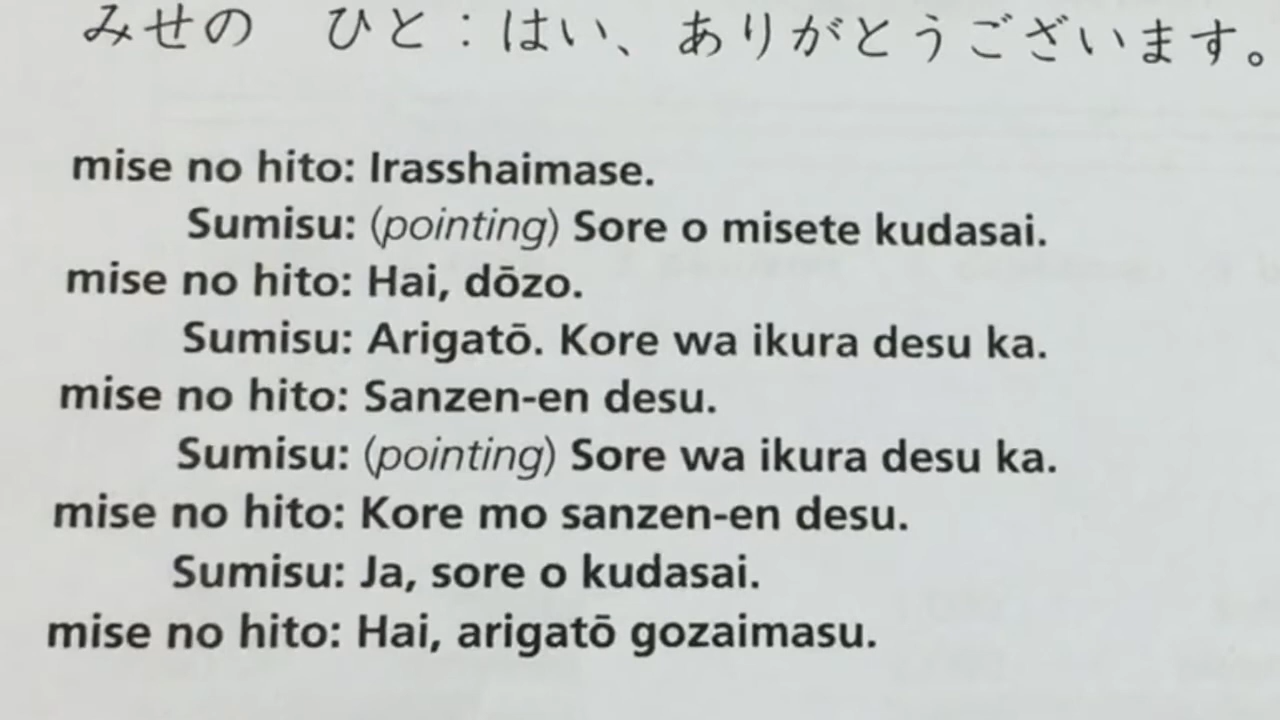 みせの　ひと：はい、ありがとうございます。
mise no hito: Irasshaimase.
Sumisu: (pointing) Sore o misete kudasai.
mise no hito: Hai, dōzo.
Sumisu: Arigatō. Kore wa ikura desu ka.
mise no hito: Sanzen-en desu.
Sumisu: (pointing) Sore wa ikura desu ka.
mise no hito: Kore mo sanzen-en desu.
Sumisu: Ja, sore o kudasai.
mise no hito: Hai, arigatō gozaimasu.